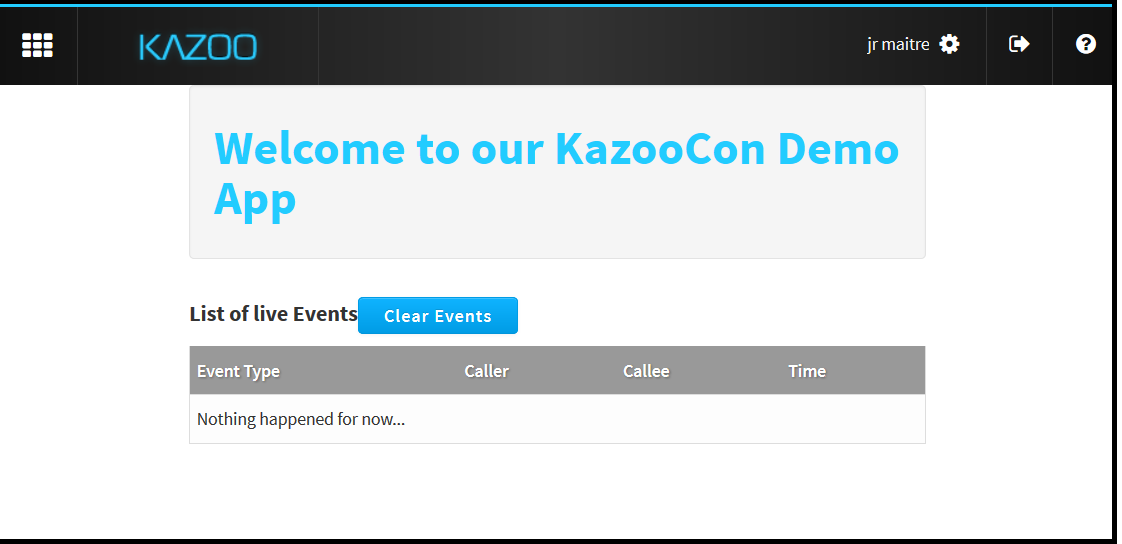 KAZOO
jr maitre
Welcome to our KazooCon Demo
App
List of live Events
Clear Events
Event Type Caller Callee Time
Nothing happened for now...